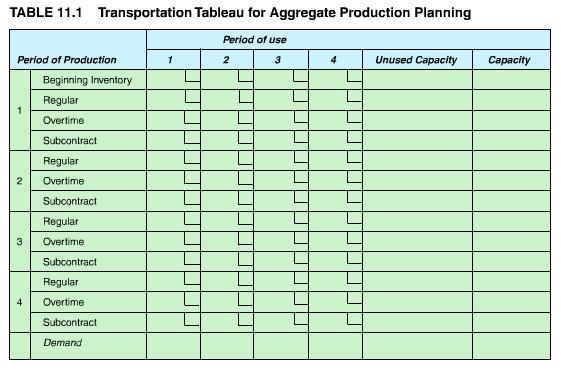 TABLE 11.1 Transportation Tableau for Aggregate Production Planning
Period of use
Period of Production 1 2 3 4 Unused Capacity Capacity
1
Beginning Inventory
Regular
Overtime
Subcontract
2
Regular
Overtime
Subcontract
3
Regular
Overtime
Subcontract
4
Regular
Overtime
Subcontract
Demand